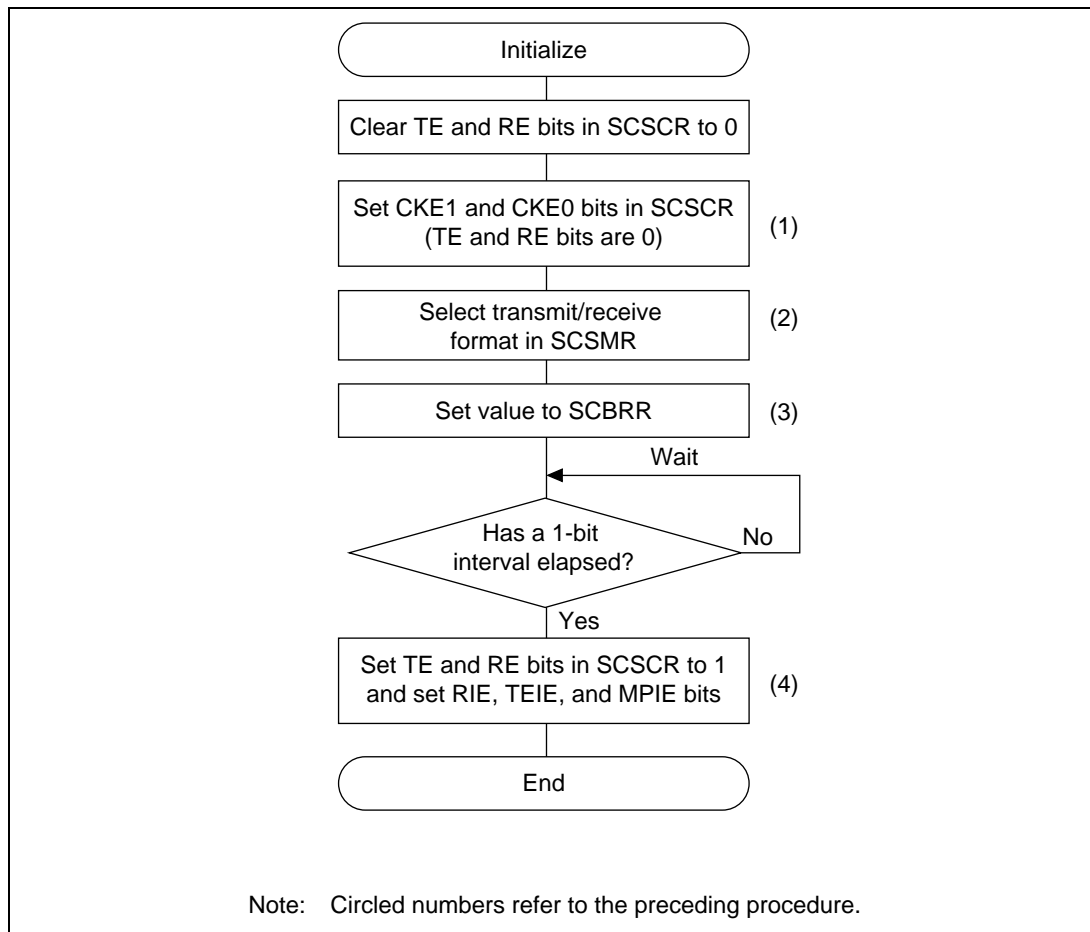 Initialize
Clear TE and RE bits in SCSCR to 0
Set CKE1 and CKE0 bits in SCSCR
(TE and RE bits are 0)
(1)
Select transmit/receive
format in SCSMR
(2)
Set value to SCBRR
(3)
Wait
Has a 1-bit
interval elapsed?
No
Yes
Set TE and RE bits in SCSCR to 1
and set RIE, TEIE, and MPIE bits
(4)
End
Note: Circled numbers refer to the preceding procedure.